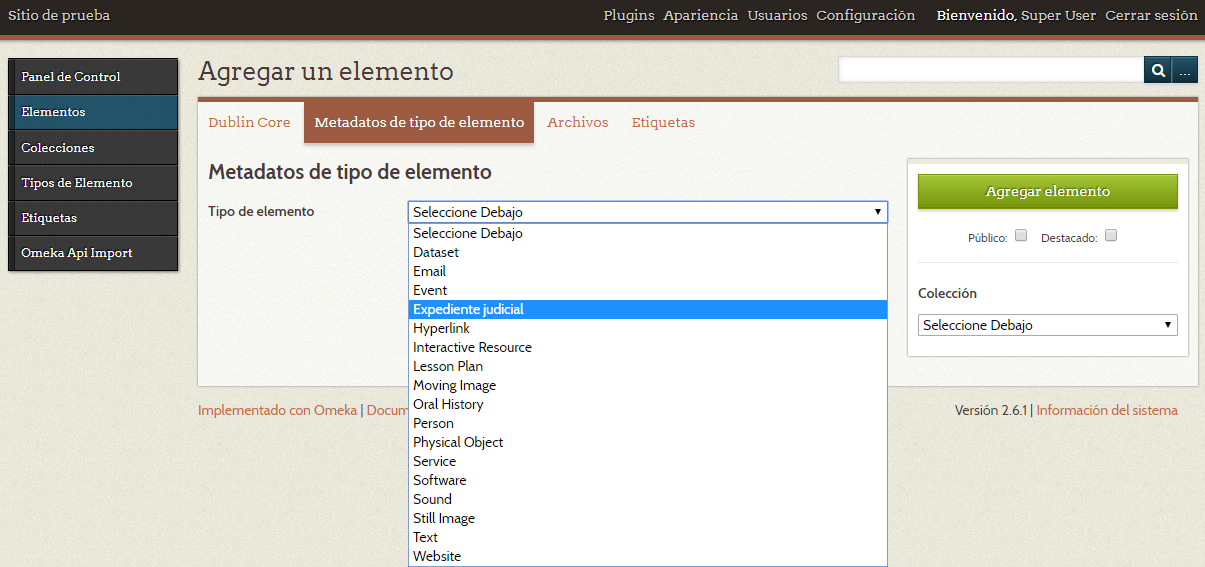 Sitio de prueba
Plugins Apariencia Usuarios Configuración Bienvenido, Super User Cerrar sesión
Panel de Control
Elementos
Colecciones
Tipos de Elemento
Etiquetas
Omeka Api Import
Agregar un elemento
...
Dublin Core Metadatos de tipo de elemento Archivos Etiquetas
Metadatos de tipo de elemento
Tipo de elemento
Seleccione Debajo
Seleccione Debajo
Dataset
Email
Event
Expediente judicial
Hyperlink
Interactive Resource
Lesson Plan
Moving Image
Oral History
Person
Physical Object
Service
Software
Sound
Still Image
Text
Website
Agregar elemento
Público: Destacado:
Colección
Seleccione Debajo
Implementado con Omeka | Docum
Versión 2.6.1 | Información del sistema